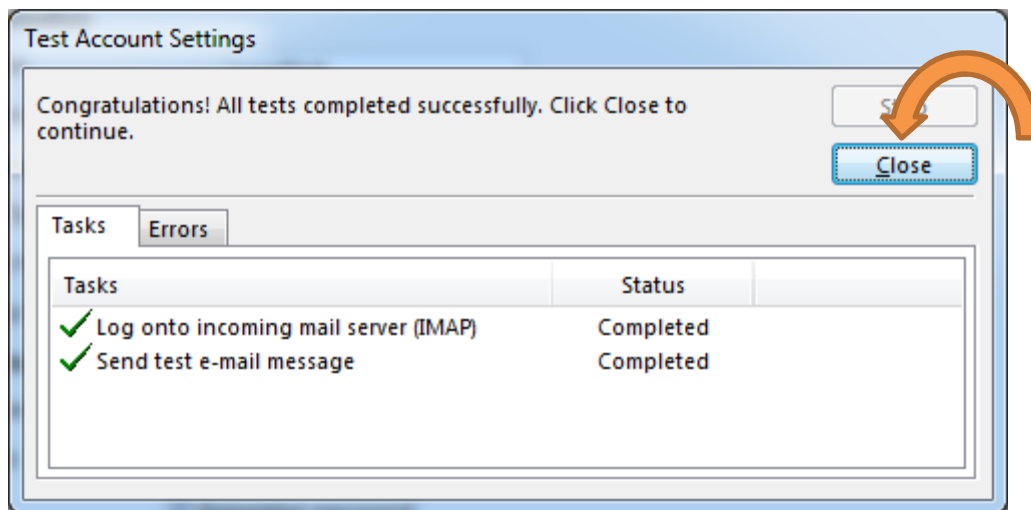 Test Account Settings
Congratulations! All tests completed successfully. Click Close to
continue.
Close
Tasks
Errors
Tasks Status
Log onto incoming mail server (IMAP) Completed
Send test e-mail message Completed